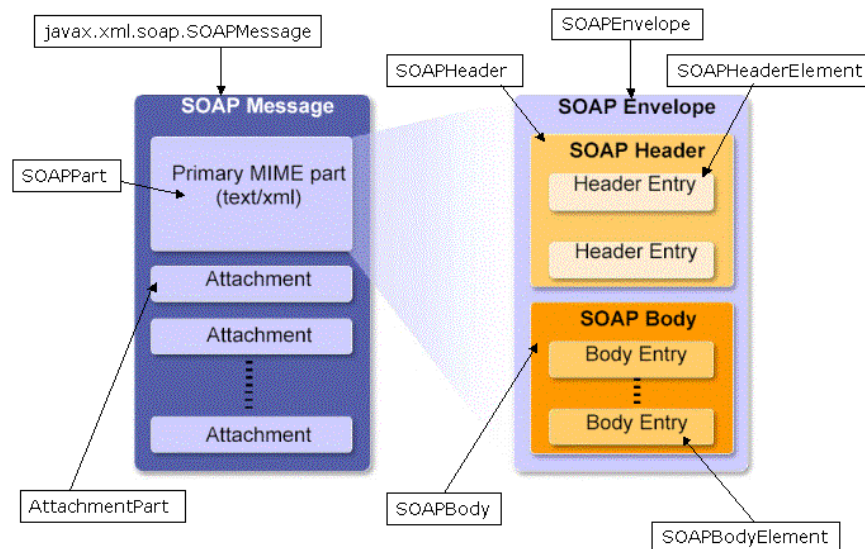 javax.xml.soap.SOAPMessage
SOAPEnvelope
SOAPHeader
SOAPHeaderElement
SOAP Message
SOAP Envelope
SOAPPart
Primary MIME part
(text/xml)
SOAP Header
Header Entry
Header Entry
Attachment
Attachment
Attachment
SOAP Body
Body Entry
Body Entry
AttachmentPart
SOAPBody
SOAPBodyElement